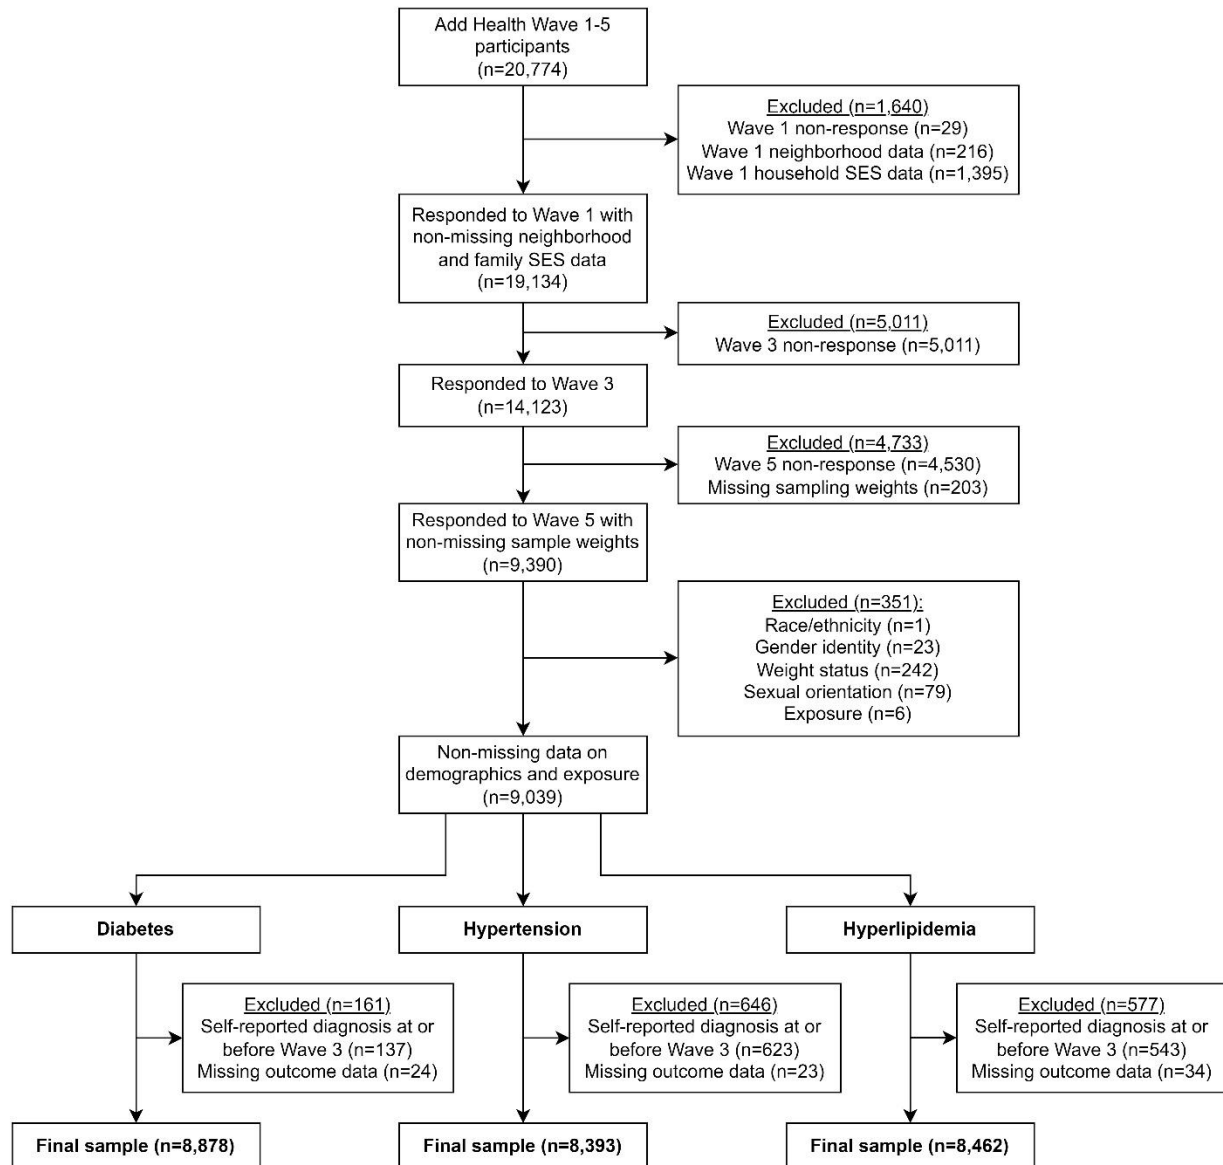 Add Health Wave 1-5
participants
(n=20,774)
Excluded (n=1,640)
Wave 1 non-response (n=29)
Wave 1 neighborhood data (n=216)
Wave 1 household SES data (n=1,395)
Responded to Wave 1 with
non-missing neighborhood
and family SES data
(n=19,134)
Excluded (n=5,011)
Wave 3 non-response (n=5,011)
Responded to Wave 3
(n=14,123)
Excluded (n=4,733)
Wave 5 non-response (n=4,530)
Missing sampling weights (n=203)
Responded to Wave 5 with
non-missing sample weights
(n=9,390)
Excluded (n=351):
Race/ethnicity (n=1)
Gender identity (n=23)
Weight status (n=242)
Sexual orientation (n=79)
Exposure (n=6)
Non-missing data on
demographics and exposure
(n=9,039)
Diabetes
Hypertension
Hyperlipidemia
Excluded (n=161)
Self-reported diagnosis at or
before Wave 3 (n=137)
Missing outcome data (n=24)
Excluded (n=646)
Self-reported diagnosis at or
before Wave 3 (n=623)
Missing outcome data (n=23)
Excluded (n=577)
Self-reported diagnosis at or
before Wave 3 (n=543)
Missing outcome data (n=34)
Final sample (n=8,878)
Final sample (n=8,393)
Final sample (n=8,462)